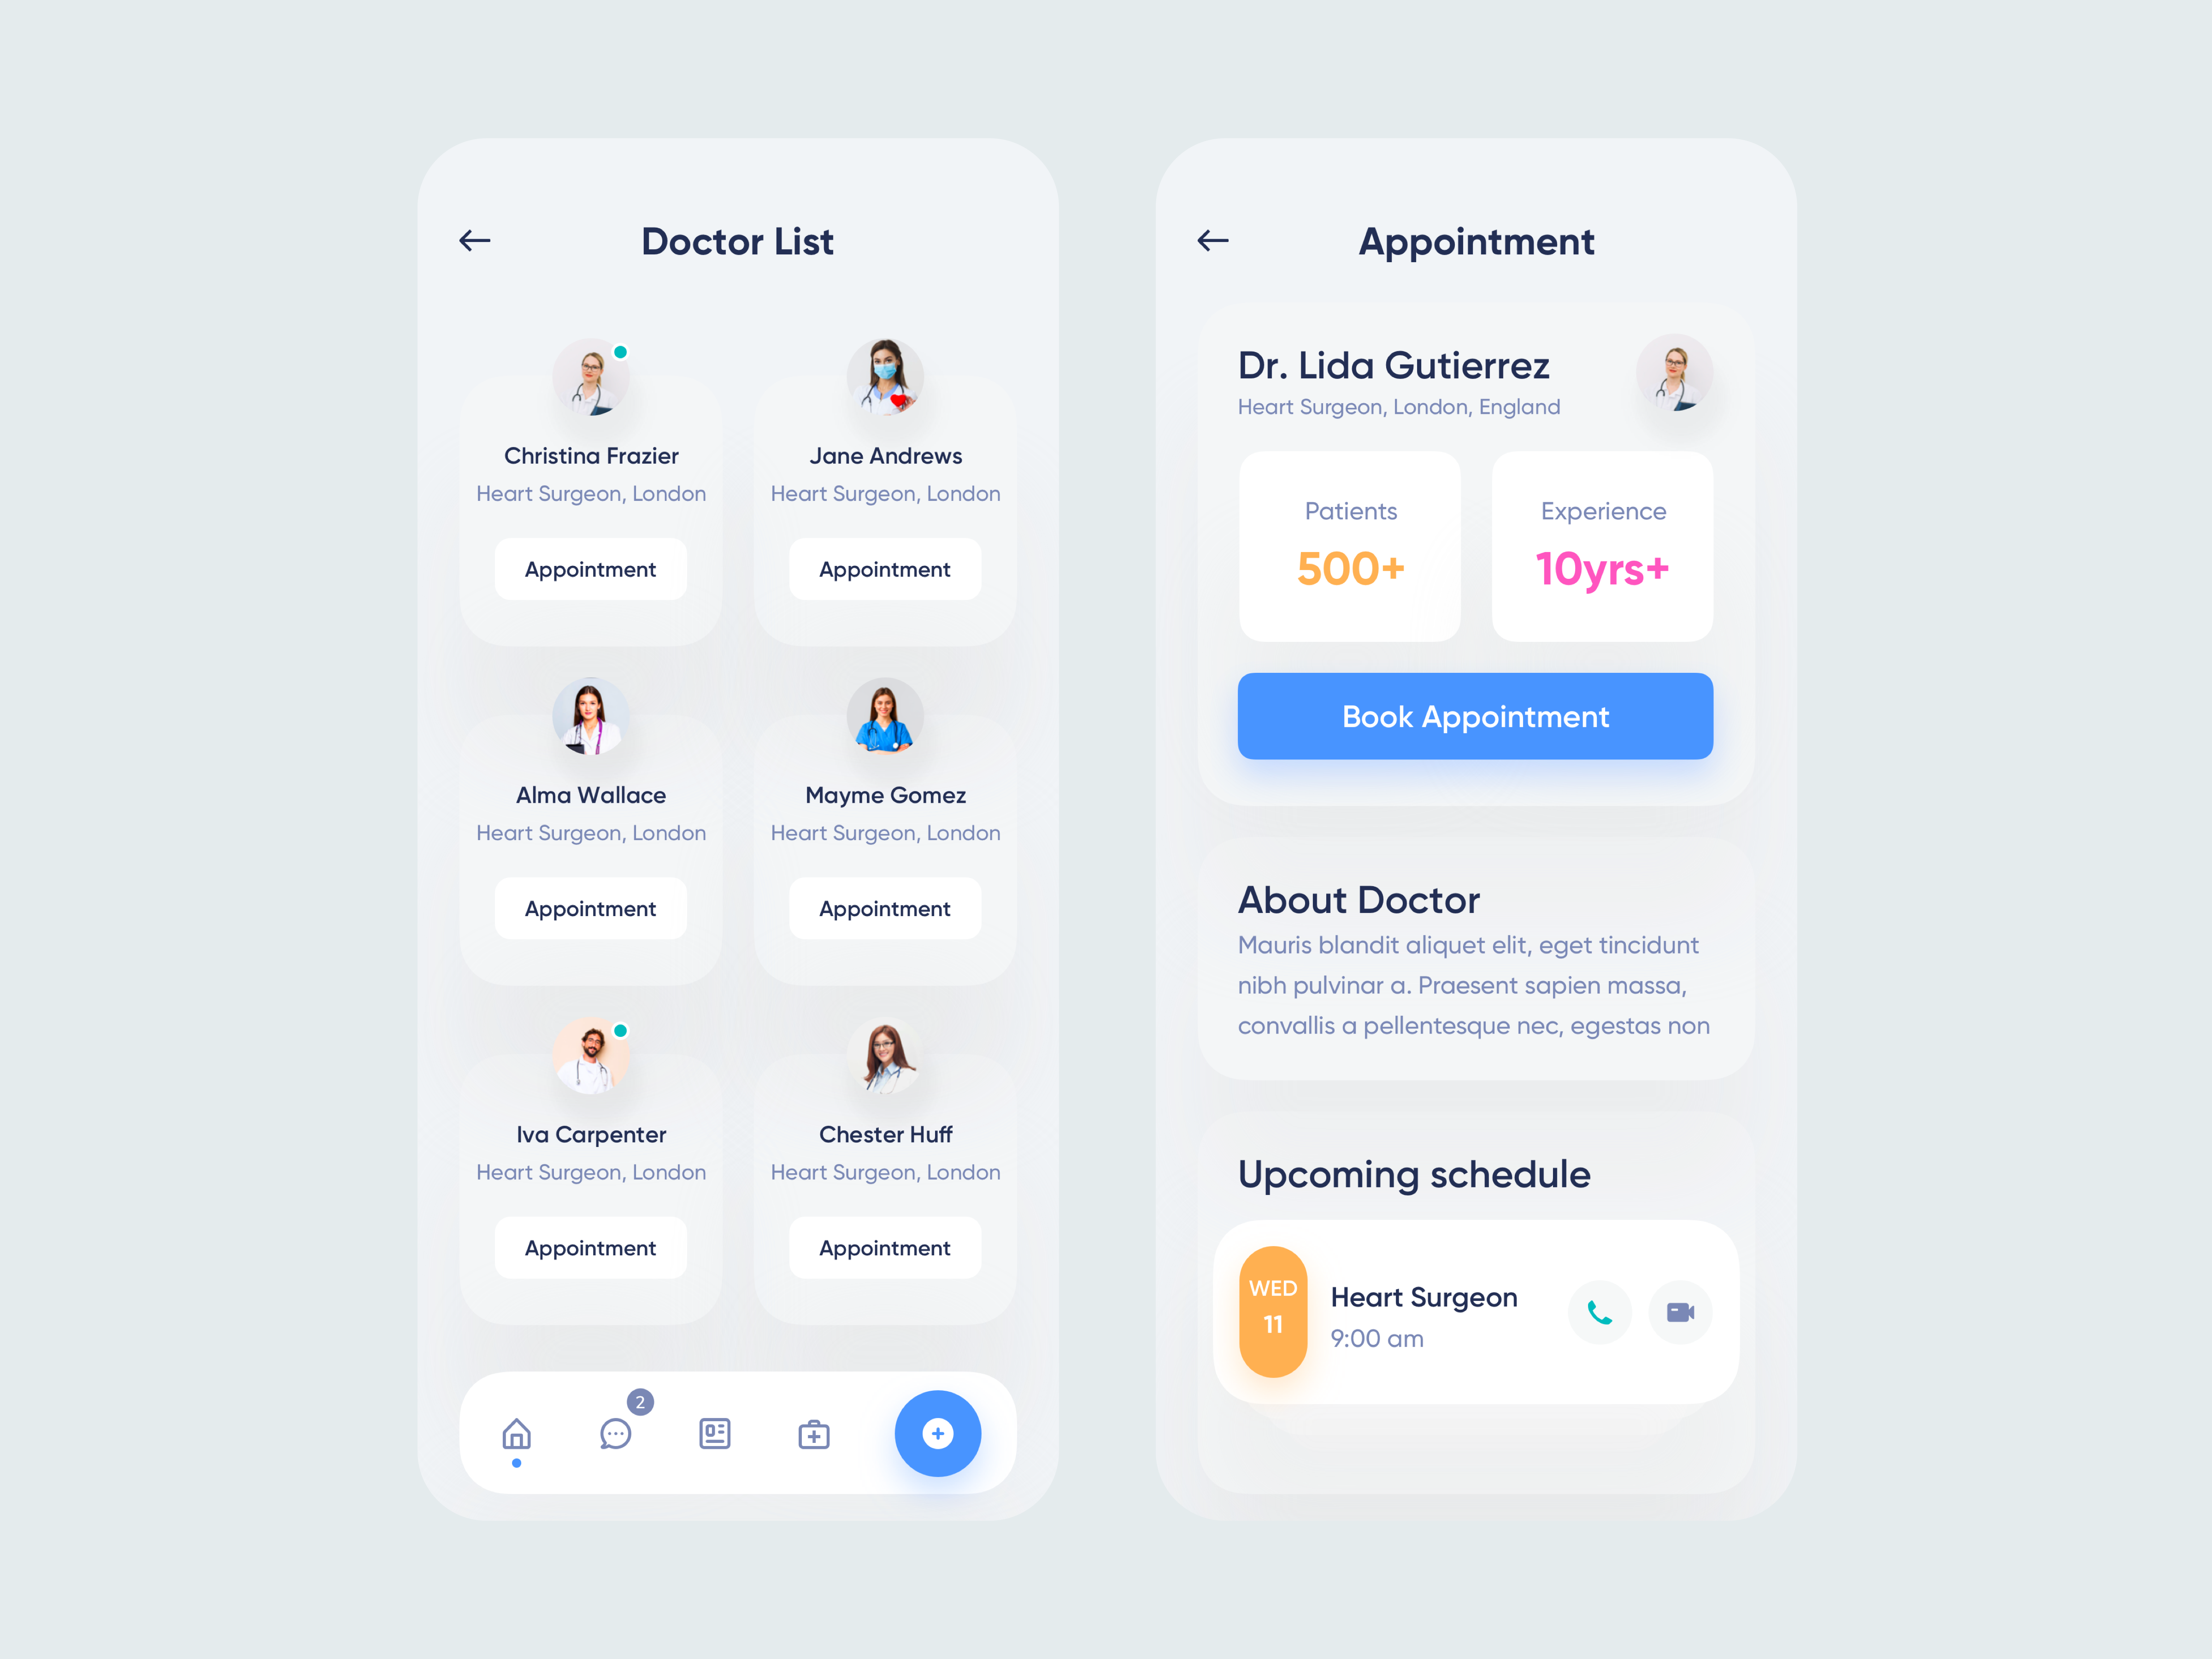 Doctor List
Christina Frazier
Heart Surgeon, London
Appointment
Jane Andrews
Heart Surgeon, London
Appointment
Alma Wallace
Heart Surgeon, London
Appointment
Mayme Gomez
Heart Surgeon, London
Appointment
Iva Carpenter
Heart Surgeon, London
Appointment
Chester Huff
Heart Surgeon, London
Appointment
2
Appointment
Dr. Lida Gutierrez
Heart Surgeon, London, England
Patients
500+
Experience
10yrs+
Book Appointment
About Doctor
Mauris blandit aliquet elit, eget tincidunt
nibh pulvinar a. Praesent sapien massa,
convallis a pellentesque nec, egestas non
Upcoming schedule
WED
11
Heart Surgeon
9:00 am